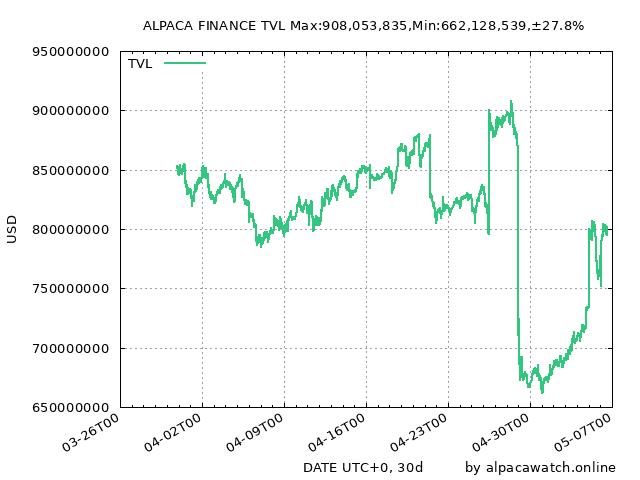 ALPACA FINANCE TVL Max:908,053,835,Min:662,128,539,±27.8%
TVL
950000000
900000000
850000000
800000000
750000000
700000000
650000000
USD
03-26T00
04-02T00
04-09T00
04-16T00
04-23T00
04-30T00
05-07T00
DATE UTC+0, 30d
by alpacawatch.online